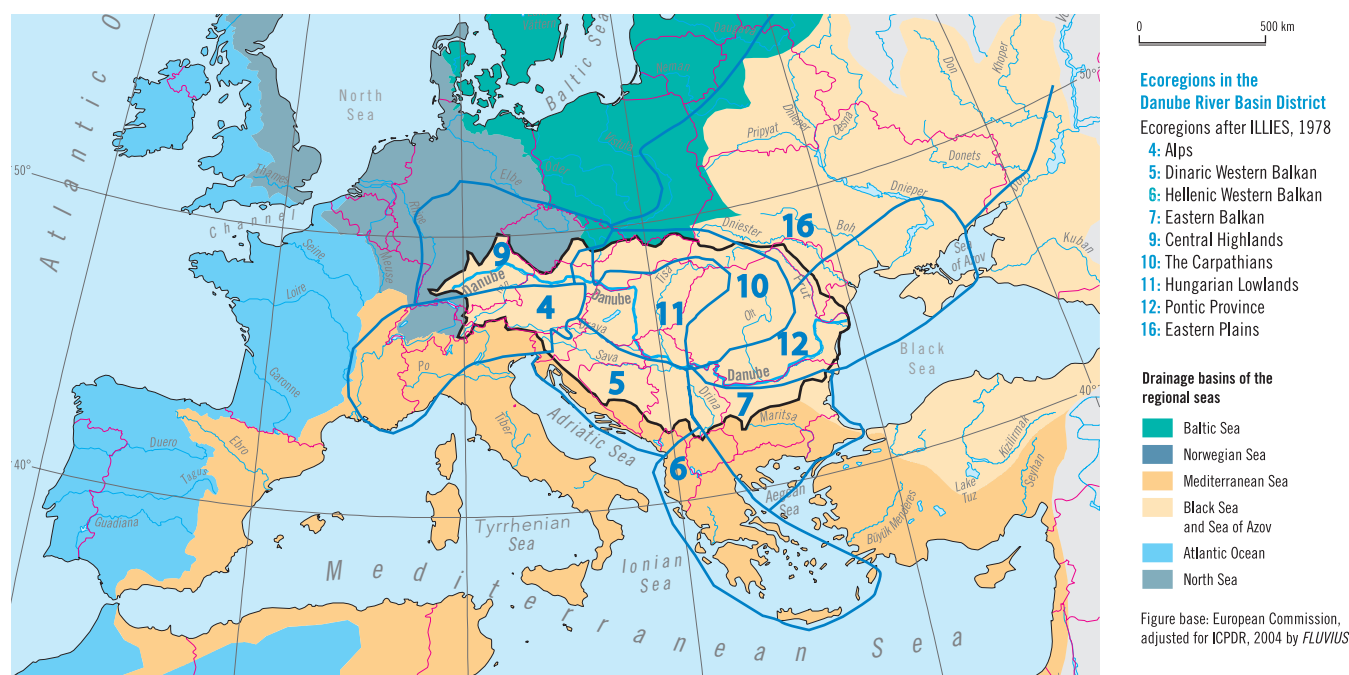 Atlantic O
North
Sea
Baltic Sea
Channel
Thames
Seine
Loire
Garonne
Meuse
Rhine
Elbe
Oder
Pripyat
Dnieper
Desna
Don
Khoper
Donets
Dnieper
Don
Boh
Dniester
Prut
Kuban
Sea
of Azov
Black
Sea
50°
50°
40°
40°
Duero
Ebro
Tagus
Guadiana
Po
Tiber
Danube
Danube
Danube
Inn
Drava
Sava
Tisa
Olt
Drina
Maritsa
Adriatic Sea
Tyrrhenian
Sea
Ionian
Sea
Aegean
Sea
Mediterranean Sea
Büyük Menderes
Lake
Tuz
Kizilirmak
Seyhan
4
5
6
7
9
10
11
12
16
0 500 km
Ecoregions in the
Danube River Basin District
Ecoregions after ILLIES, 1978
4: Alps
5: Dinaric Western Balkan
6: Hellenic Western Balkan
7: Eastern Balkan
9: Central Highlands
10: The Carpathians
11: Hungarian Lowlands
12: Pontic Province
16: Eastern Plains
Drainage basins of the
regional seas
Baltic Sea
Norwegian Sea
Mediterranean Sea
Black Sea
and Sea of Azov
Atlantic Ocean
North Sea
Figure base: European Commission,
adjusted for ICPDR, 2004 by FLUVIUS